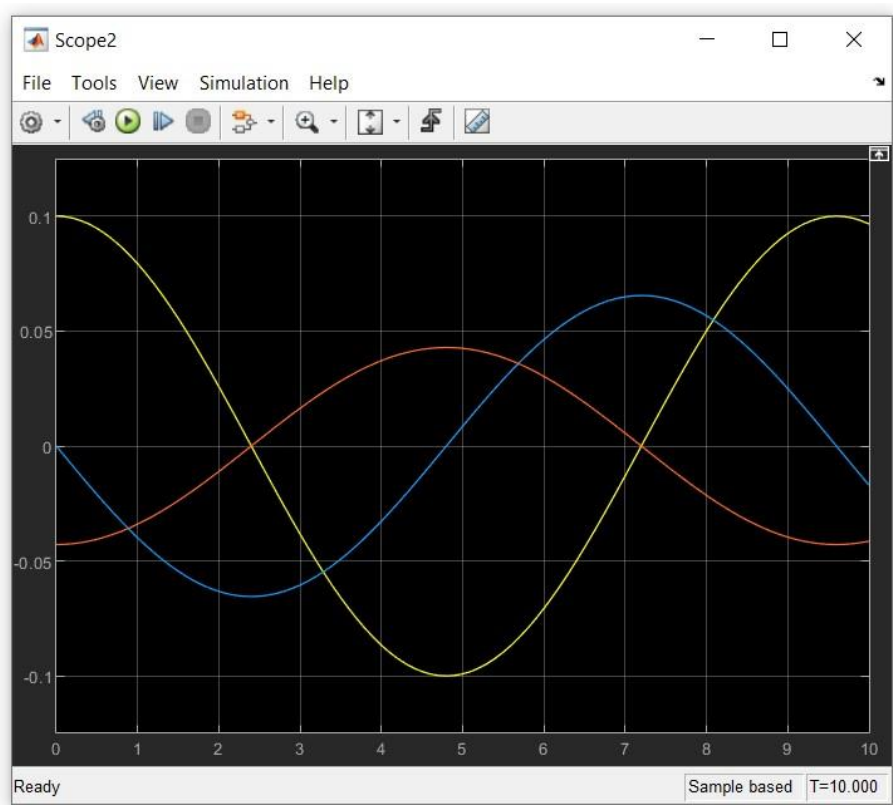 Scope2
File Tools View Simulation Help
0.1
0.05
0
-0.05
-0.1
0 1 2 3 4 5 6 7 8 9 10
Ready Sample based T=10.000